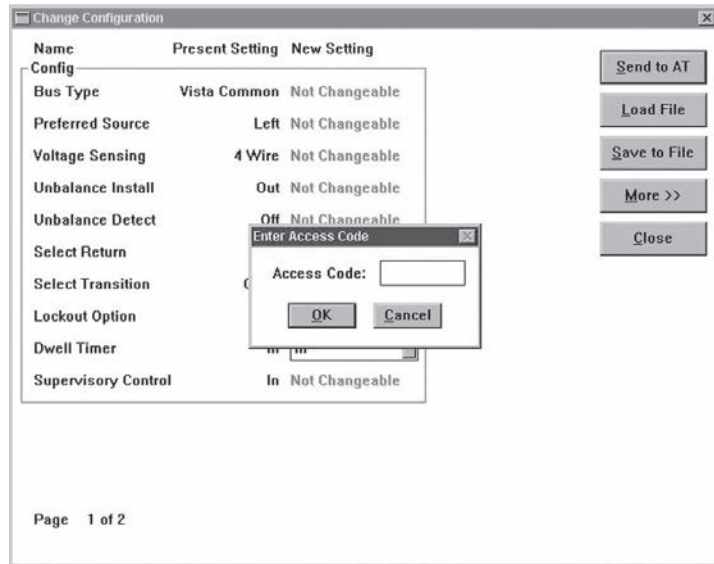 Change Configuration
Name Present Setting New Setting
Config
Bus Type Vista Common Not Changeable
Preferred Source Left Not Changeable
Voltage Sensing 4 Wire Not Changeable
Unbalance Install Out Not Changeable
Unbalance Detect Off Not Changeable
Select Return
Select Transition
Lockout Option
Dwell Timer In In
Supervisory Control In Not Changeable
Enter Access Code
Access Code:
OK Cancel
Send to AT
Load File
Save to File
More >>
Close
Page 1 of 2